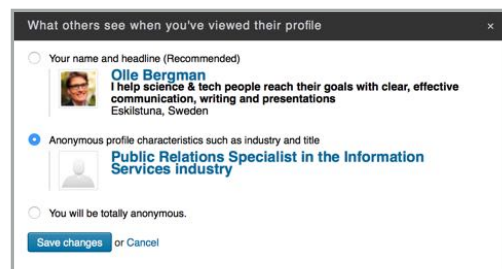 What others see when you've viewed their profile ×
Your name and headline (Recommended)
Olle Bergman
I help science & tech people reach their goals with clear, effective
communication, writing and presentations
Eskilstuna, Sweden
Anonymous profile characteristics such as industry and title
Public Relations Specialist in the Information
Services industry
You will be totally anonymous.
Save changes or Cancel